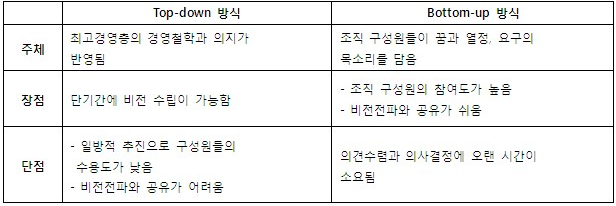 Top-down 방식
Bottom-up 방식
주체
최고경영층의 경영철학과 의지가
반영됨
조직 구성원들이 꿈과 열정, 요구의
목소리를 담음
장점
단기간에 비전 수립이 가능함
- 조직 구성원의 참여도가 높음
- 비전전파와 공유가 쉬움
단점
- 일방적 추진으로 구성원들의
수용도가 낮음
- 비전전파와 공유가 어려움
의견수렴과 의사결정에 오랜 시간이
소요됨